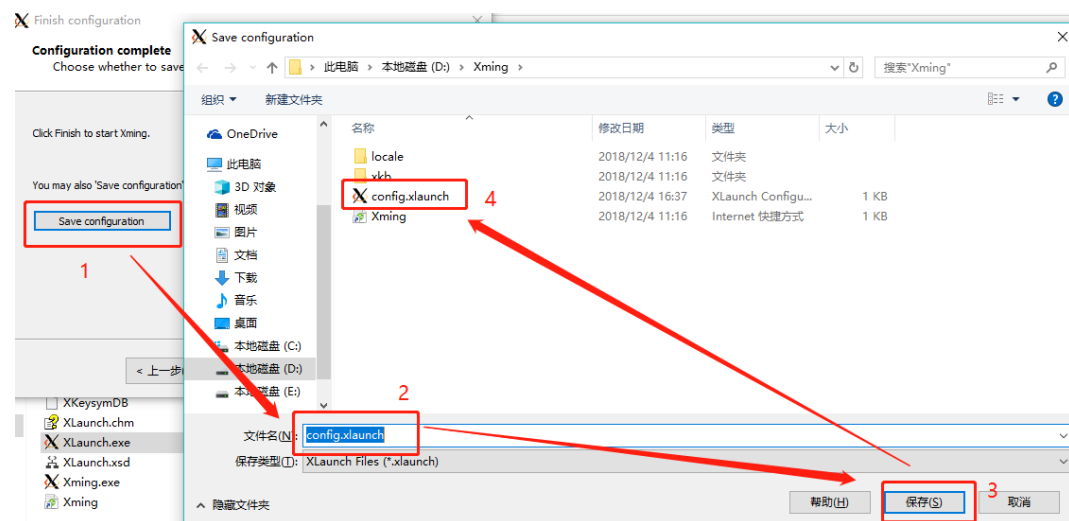 Finish configuration
Configuration complete
Choose whether to save
Click Finish to start Xming.
You may also 'Save configuration'
Save configuration
1
< 上一步
XKeysymDB
XLaunch.chm
XLaunch.exe
XLaunch.xsd
Xming.exe
Xming
Save configuration
此电脑 > 本地磁盘 (D:) > Xming >
搜索"Xming"
组织 新建文件夹
OneDrive
此电脑
3D 对象
视频
图片
文档
下载
音乐
桌面
本地磁盘 (C:)
本地磁盘 (D:)
本地磁盘 (E:)
名称 修改日期 类型 大小
locale 2018/12/4 11:16 文件夹
xkb 2018/12/4 11:16 文件夹
config.xlaunch 2018/12/4 16:37 XLaunch Configu... 1 KB
Xming 2018/12/4 11:16 Internet 快捷方式 1 KB
4
2
文件名(N): config.xlaunch
保存类型(T): XLaunch Files (*.xlaunch)
隐藏文件夹
帮助(H) 保存(S) 3 取消